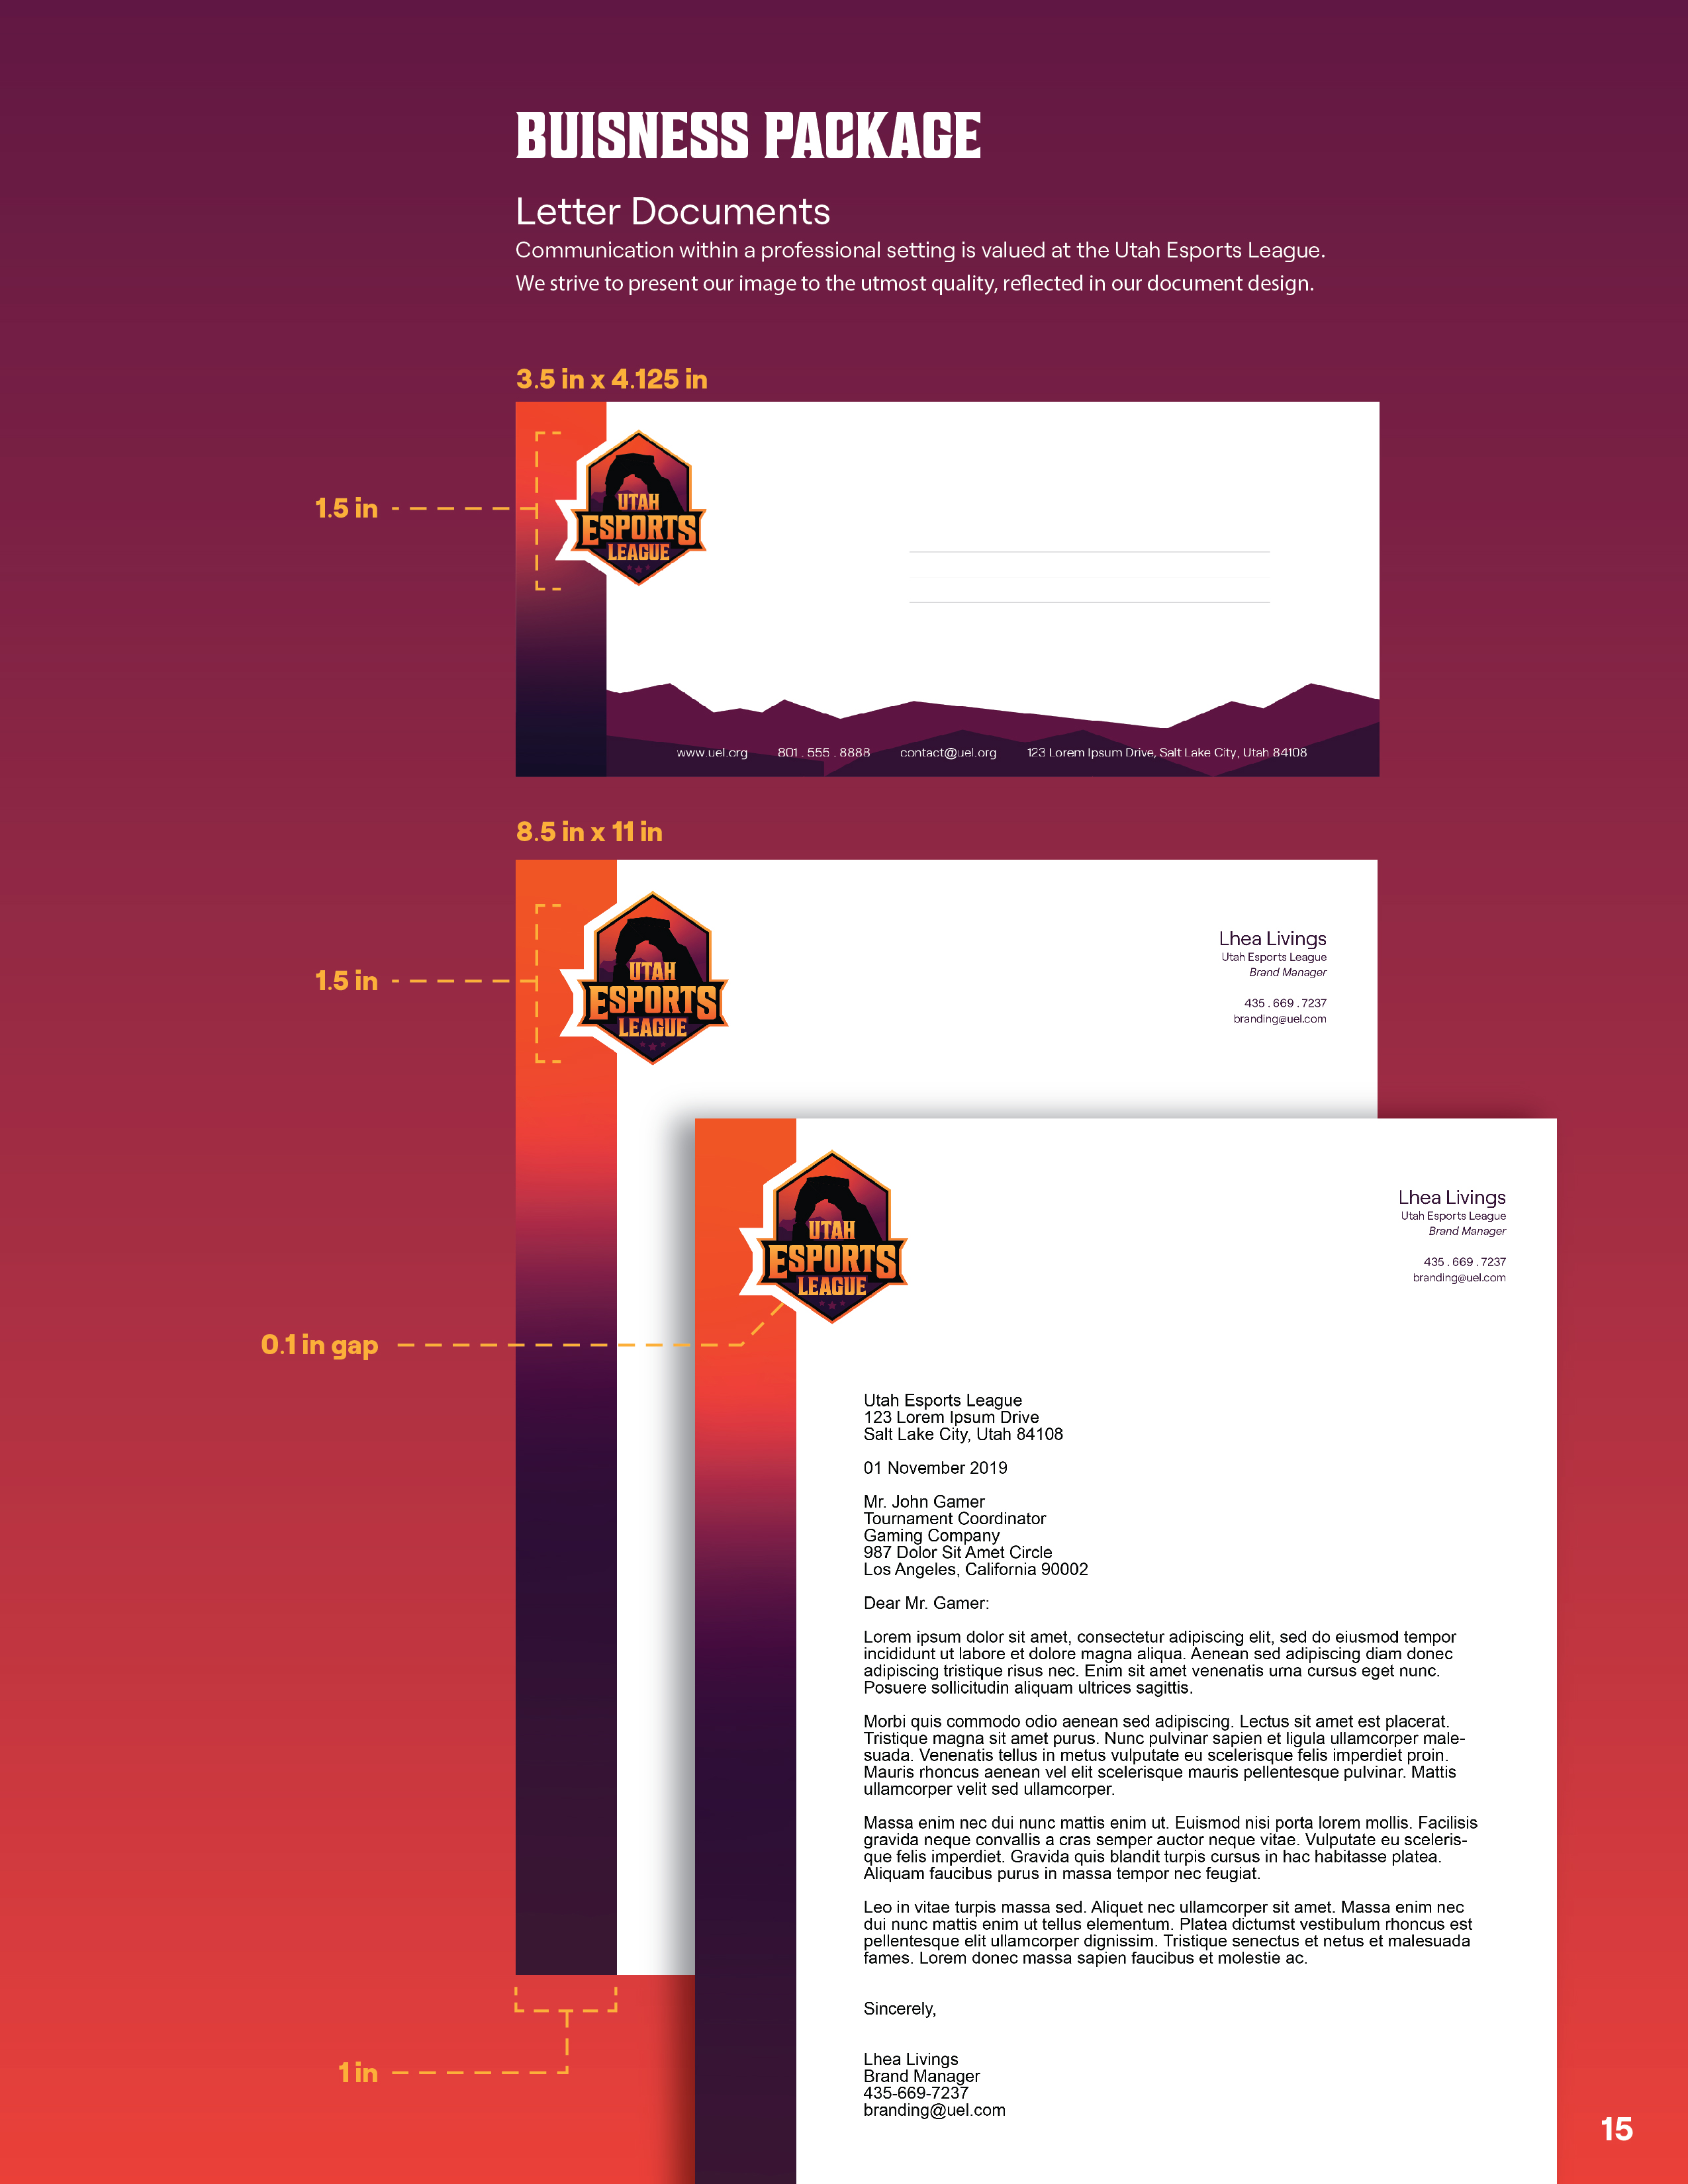 BUISNESS PACKAGE
Letter Documents
Communication within a professional setting is valued at the Utah Esports League.
We strive to present our image to the utmost quality, reflected in our document design.
3.5 in x 4.125 in
1.5 in
UTAH
ESPORTS
LEAGUE
www.uel.org 801 . 555 . 8888 contact@uel.org 123 Lorem Ipsum Drive, Salt Lake City, Utah 84108
8.5 in x 11 in
1.5 in
UTAH
ESPORTS
LEAGUE
Lhea Livings
Utah Esports League
Brand Manager
435 . 669 . 7237
branding@uel.com
0.1 in gap
UTAH
ESPORTS
LEAGUE
Lhea Livings
Utah Esports League
Brand Manager
435 . 669 . 7237
branding@uel.com
Utah Esports League
123 Lorem Ipsum Drive
Salt Lake City, Utah 84108
01 November 2019
Mr. John Gamer
Tournament Coordinator
Gaming Company
987 Dolor Sit Amet Circle
Los Angeles, California 90002
Dear Mr. Gamer:
Lorem ipsum dolor sit amet, consectetur adipiscing elit, sed do eiusmod tempor
incididunt ut labore et dolore magna aliqua. Aenean sed adipiscing diam donec
adipiscing tristique risus nec. Enim sit amet venenatis urna cursus eget nunc.
Posuere sollicitudin aliquam ultrices sagittis.
Morbi quis commodo odio aenean sed adipiscing. Lectus sit amet est placerat.
Tristique magna sit amet purus. Nunc pulvinar sapien et ligula ullamcorper male-
suada. Venenatis tellus in metus vulputate eu scelerisque felis imperdiet proin.
Mauris rhoncus aenean vel elit scelerisque mauris pellentesque pulvinar. Mattis
ullamcorper velit sed ullamcorper.
Massa enim nec dui nunc mattis enim ut. Euismod nisi porta lorem mollis. Facilisis
gravida neque convallis a cras semper auctor neque vitae. Vulputate eu sceleris-
que felis imperdiet. Gravida quis blandit turpis cursus in hac habitasse platea.
Aliquam faucibus purus in massa tempor nec feugiat.
Leo in vitae turpis massa sed. Aliquet nec ullamcorper sit amet. Massa enim nec
dui nunc mattis enim ut tellus elementum. Platea dictumst vestibulum rhoncus est
pellentesque elit ullamcorper dignissim. Tristique senectus et netus et malesuada
fames. Lorem donec massa sapien faucibus et molestie ac.
Sincerely,
Lhea Livings
Brand Manager
435-669-7237
branding@uel.com
1 in
15